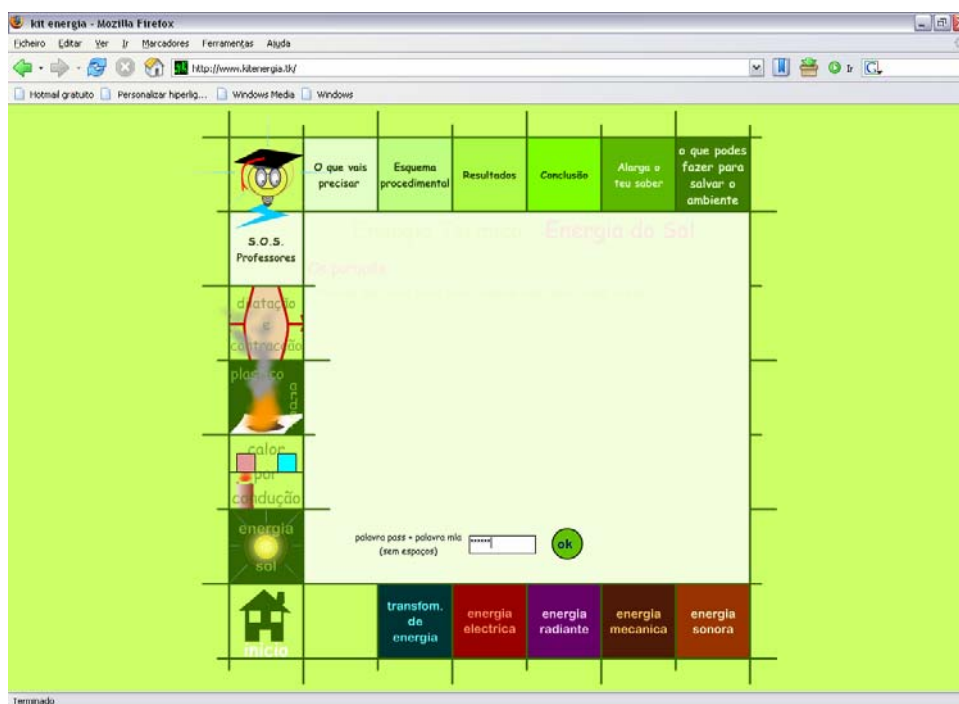 kit energia - Mozilla Firefox
Ficheiro Editar Ver Ir Marcadores Ferramentas Ajuda
http://www.kitenergia.tk/
Ir
Hotmail gratuito Personalizar hiperlig... Windows Media Windows
O que vais
precisar
Esquema
procedimental
Resultados
Conclusão
Alarga o
teu saber
o que podes
fazer para
salvar o
ambiente
S.O.S.
Professores
Energia do Sol
dilatação
e
contracção
plástico
calor
por
condução
energia
sol
palavra pass + palavra mia
(sem espaços)
******
ok
início
transfom.
de
energia
energia
electrica
energia
radiante
energia
mecanica
energia
sonora
Terminado